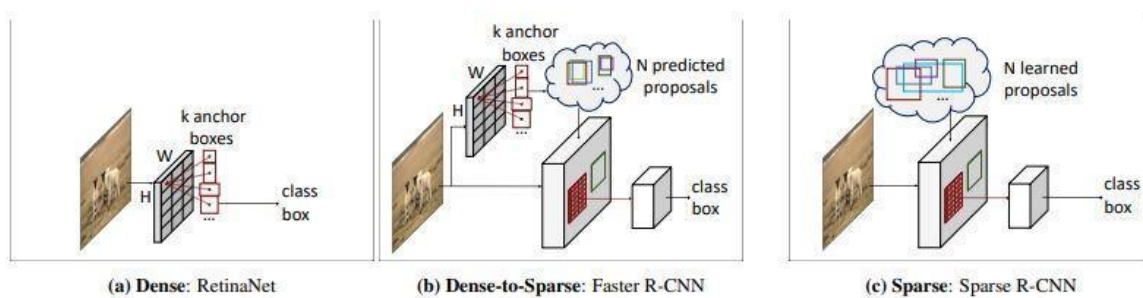 k anchor
boxes
W
H
...
class
box
(a) Dense: RetinaNet
k anchor
boxes
W
H
...
...
N predicted
proposals
class
box
(b) Dense-to-Sparse: Faster R-CNN
...
N learned
proposals
class
box
(c) Sparse: Sparse R-CNN